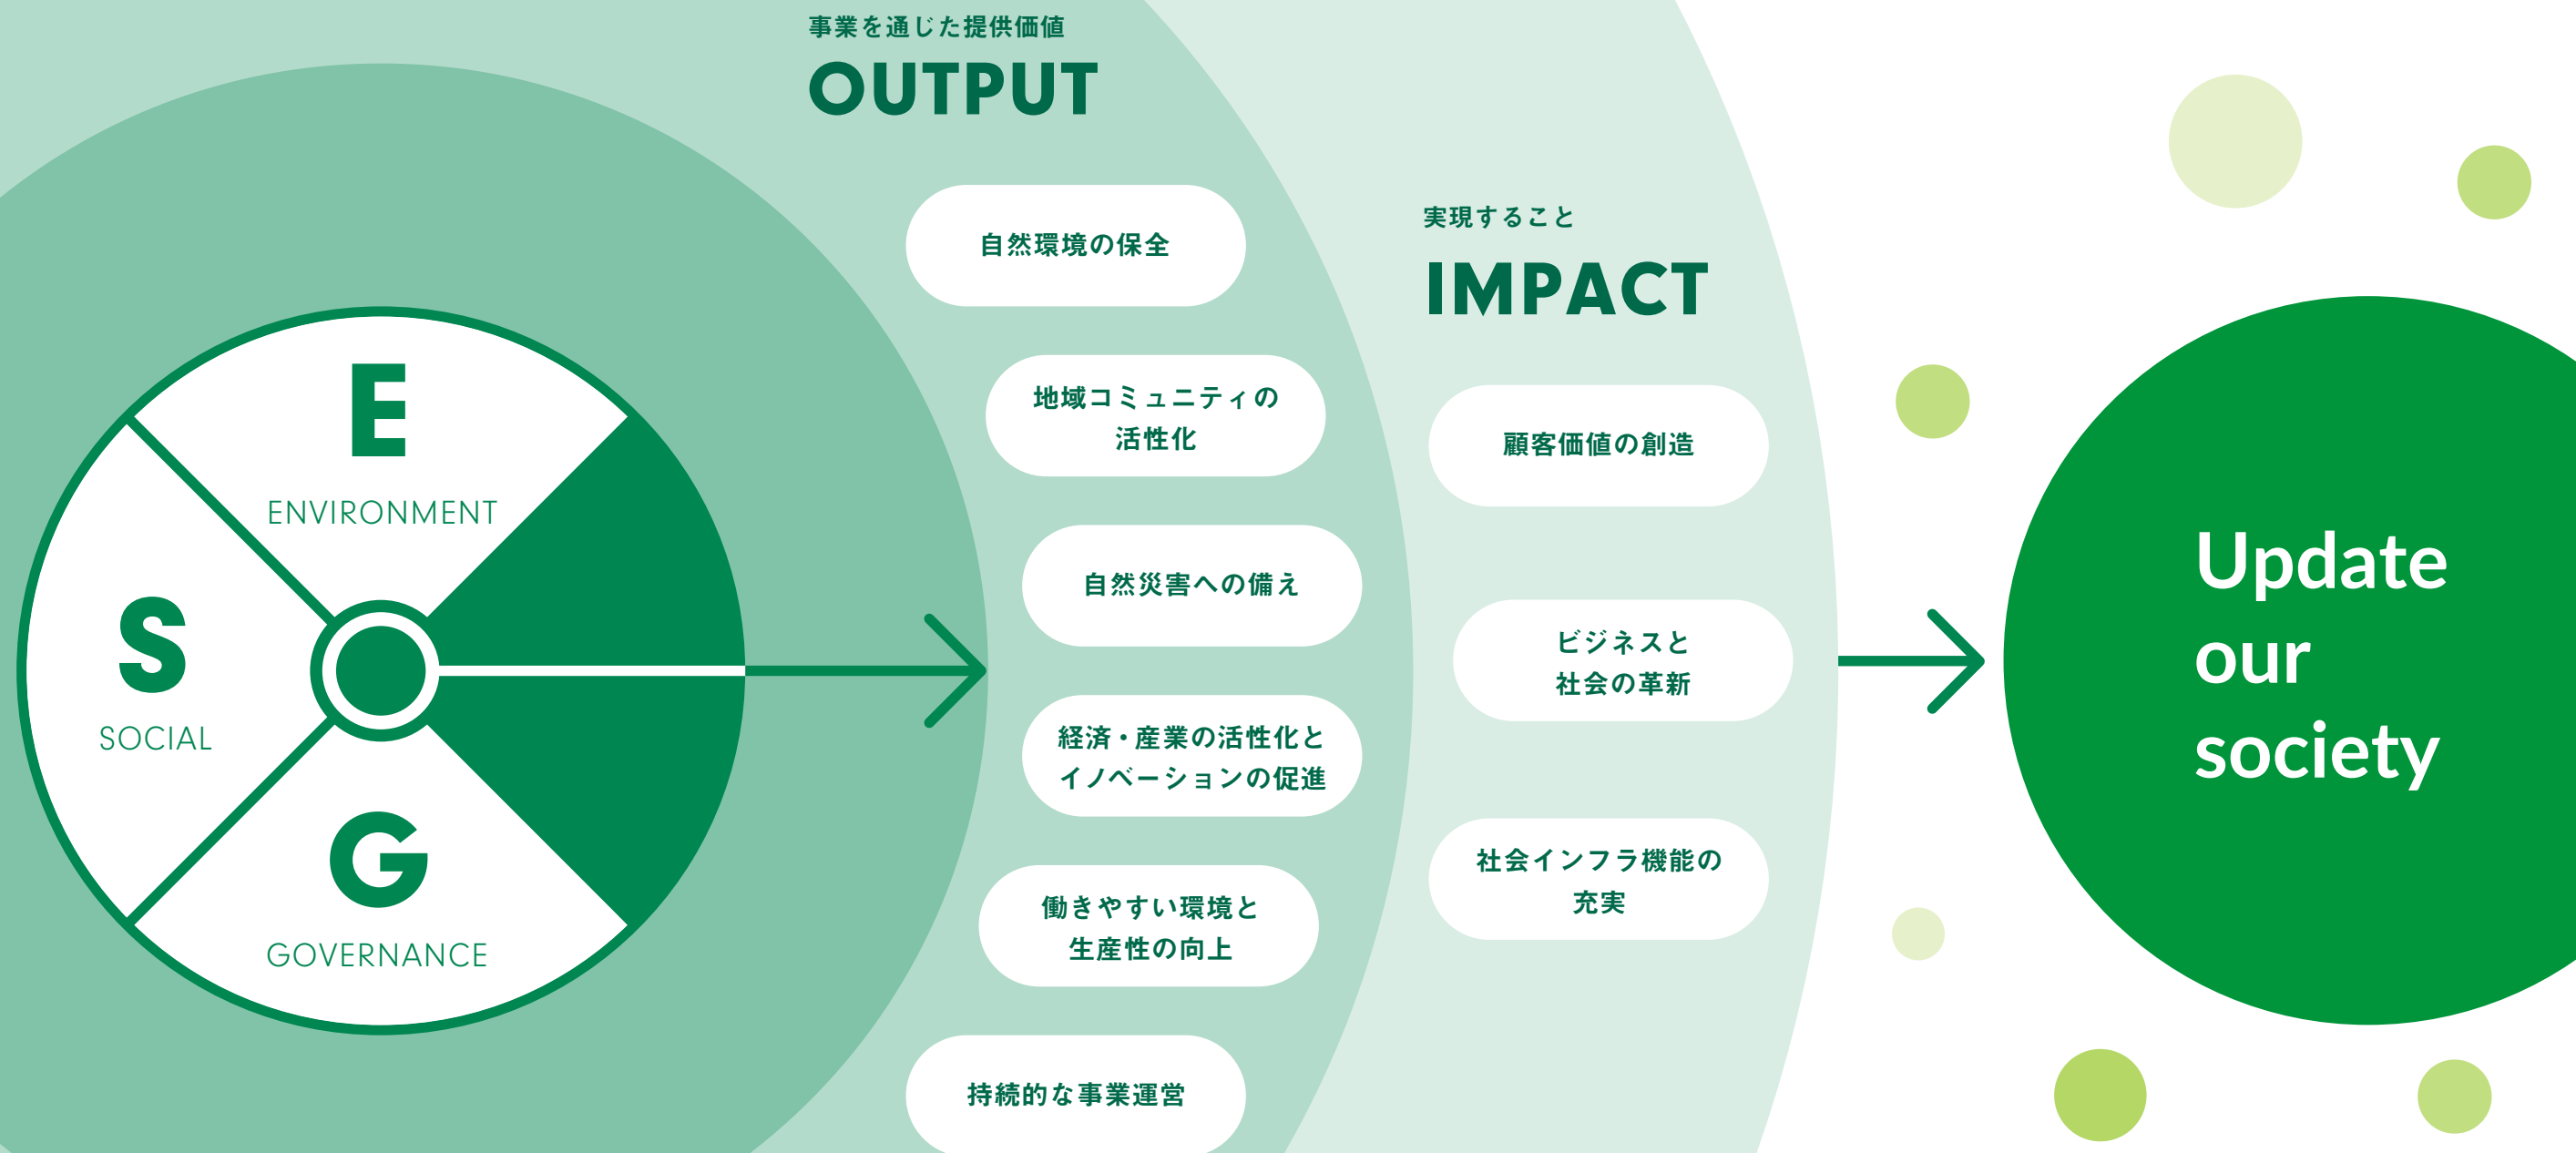 E
ENVIRONMENT
S
SOCIAL
G
GOVERNANCE
事業を通じた提供価値
OUTPUT
自然環境の保全
地域コミュニティの
活性化
自然災害への備え
経済・産業の活性化と
イノベーションの促進
働きやすい環境と
生産性の向上
持続的な事業運営
実現すること
IMPACT
顧客価値の創造
ビジネスと
社会の革新
社会インフラ機能の
充実
Update
our
society